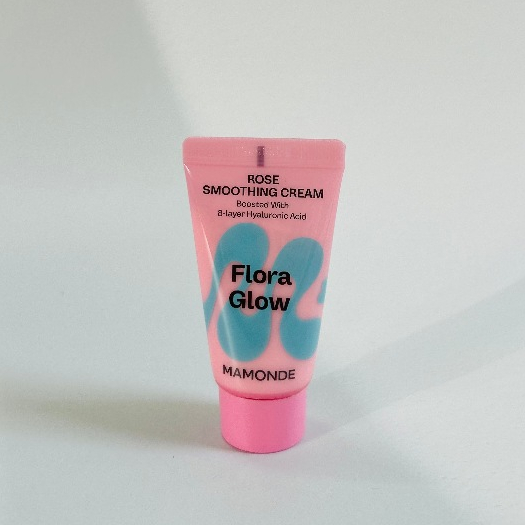 ROSE
SMOOTHING CREAM
Boosted With
8-layer Hyaluronic Acid
Flora
Glow
MAMONDE